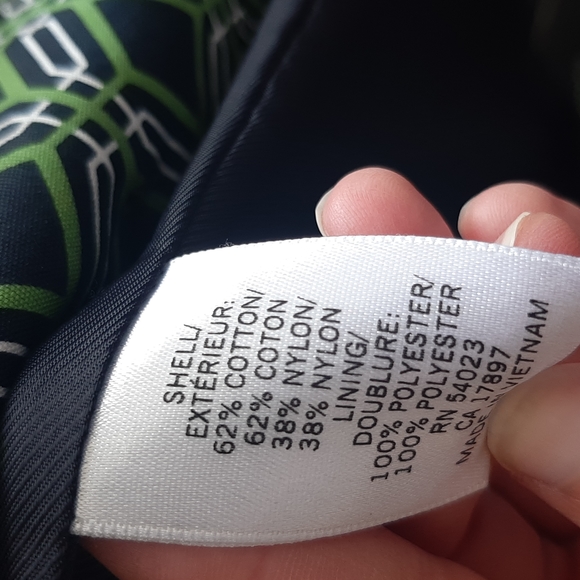 SHELL/
EXTÉRIEUR:
62% COTTON/
62% COTON
38% NYLON/
38% NYLON
LINING/
DOUBLURE:
100% POLYESTER/
100% POLYESTER
RN 54023
CA 17897
MADE IN VIETNAM